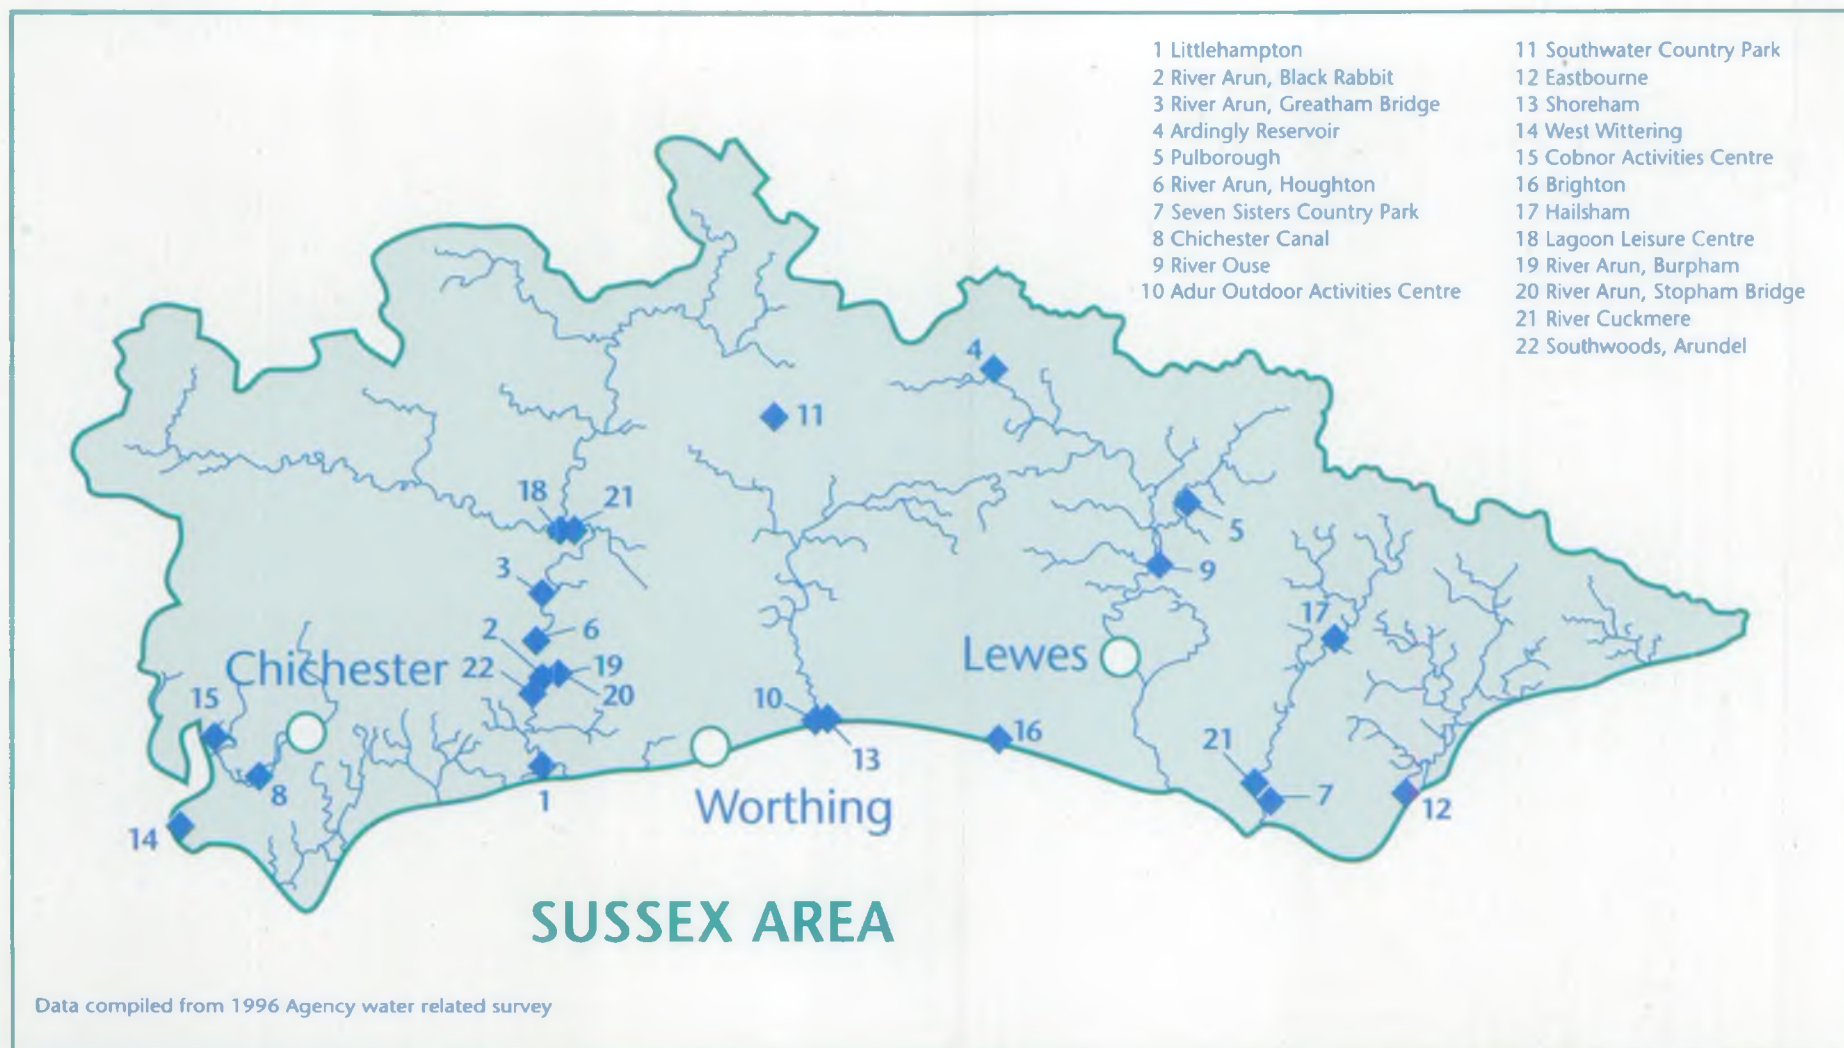 1 Littlehampton
2 River Arun, Black Rabbit
3 River Arun, Greatham Bridge
4 Ardingly Reservoir
5 Pulborough
6 River Arun, Houghton
7 Seven Sisters Country Park
8 Chichester Canal
9 River Ouse
10 Adur Outdoor Activities Centre
11 Southwater Country Park
12 Eastbourne
13 Shoreham
14 West Wittering
15 Cobnor Activities Centre
16 Brighton
17 Hailsham
18 Lagoon Leisure Centre
19 River Arun, Burpham
20 River Arun, Stopham Bridge
21 River Cuckmere
22 Southwoods, Arundel
4
11
18
21
5
3
9
17
2
6
Lewes
Chichester
22
19
20
15
10
16
13
21
8
1
7
12
Worthing
14
SUSSEX AREA
Data compiled from 1996 Agency water related survey